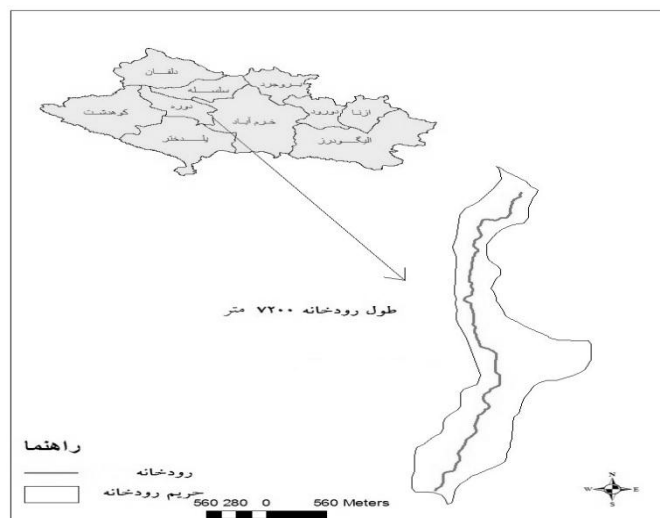 دلفان
بروجرد
سلسله
کوهدشت
دوره
خرم آباد
دورود
ازنا
پلدختر
الیگودرز
طول رودخانه ۷۲۰۰ متر
راهنما
رودخانه
حریم رودخانه
560 280 0 560 Meters
N
W E
S